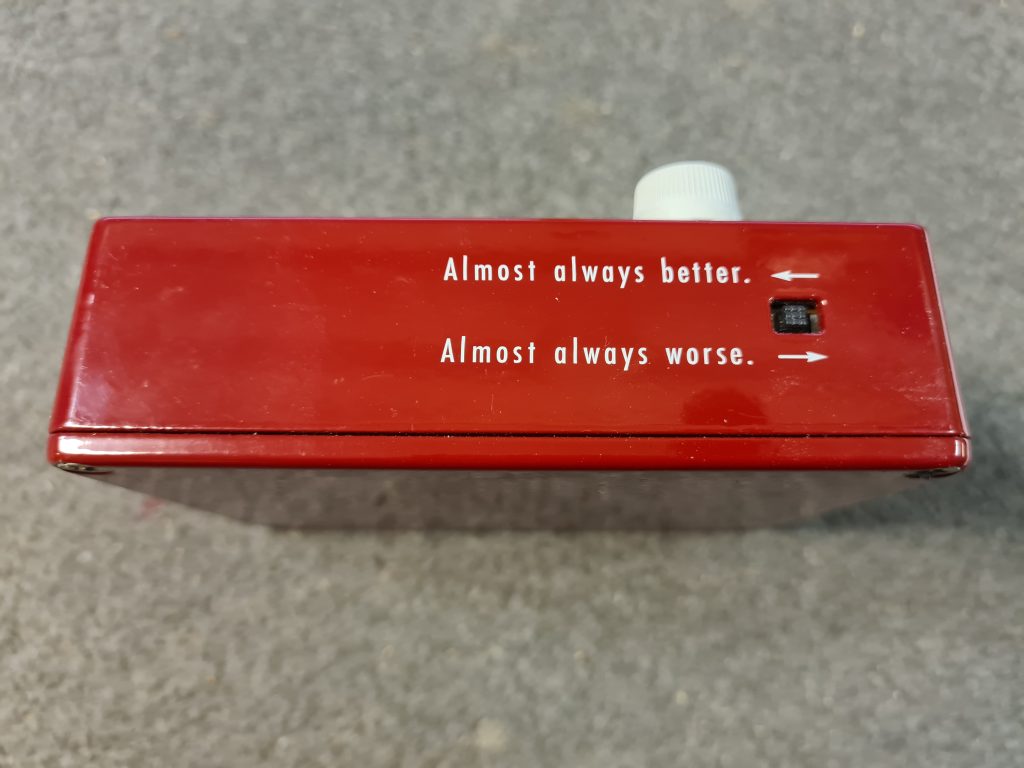 Almost always better. ←
Almost always worse. →